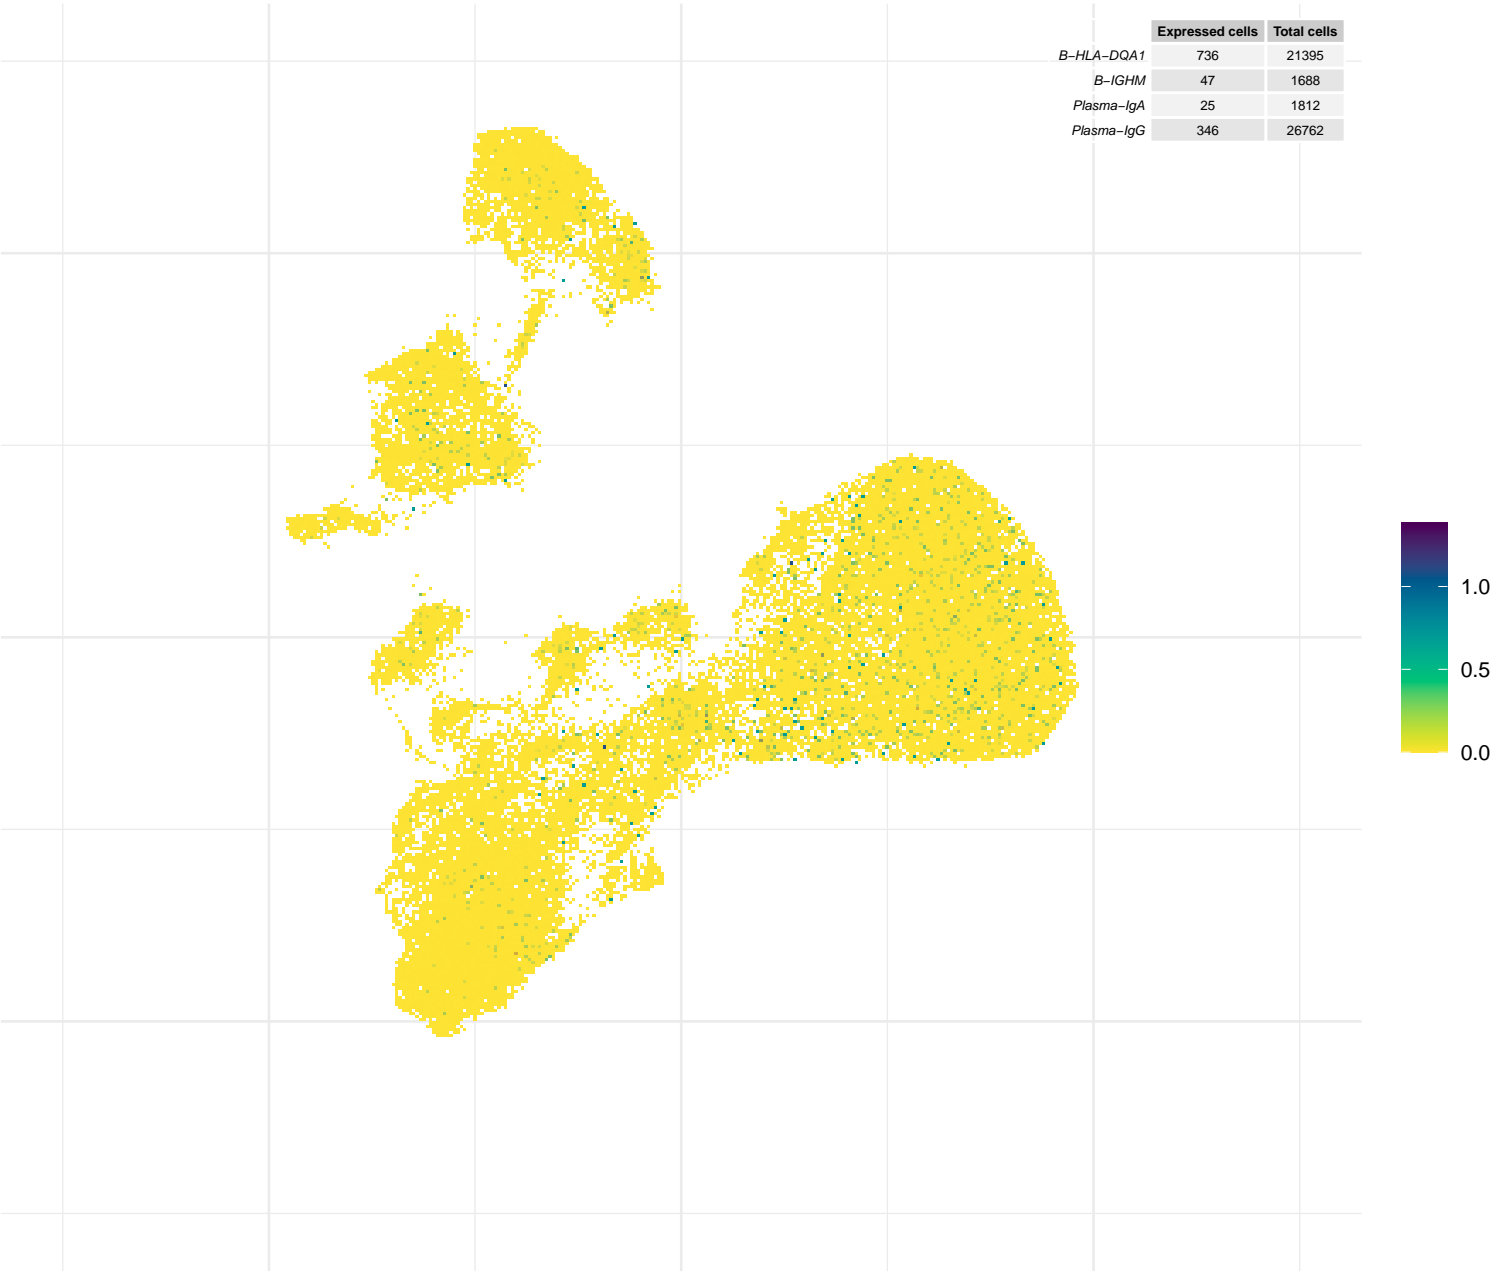 Expressed cells Total cells
B−HLA−DQA1 736 21395
B−IGHM 47 1688
Plasma−IgA 25 1812
Plasma−IgG 346 26762
1.0
0.5
0.0